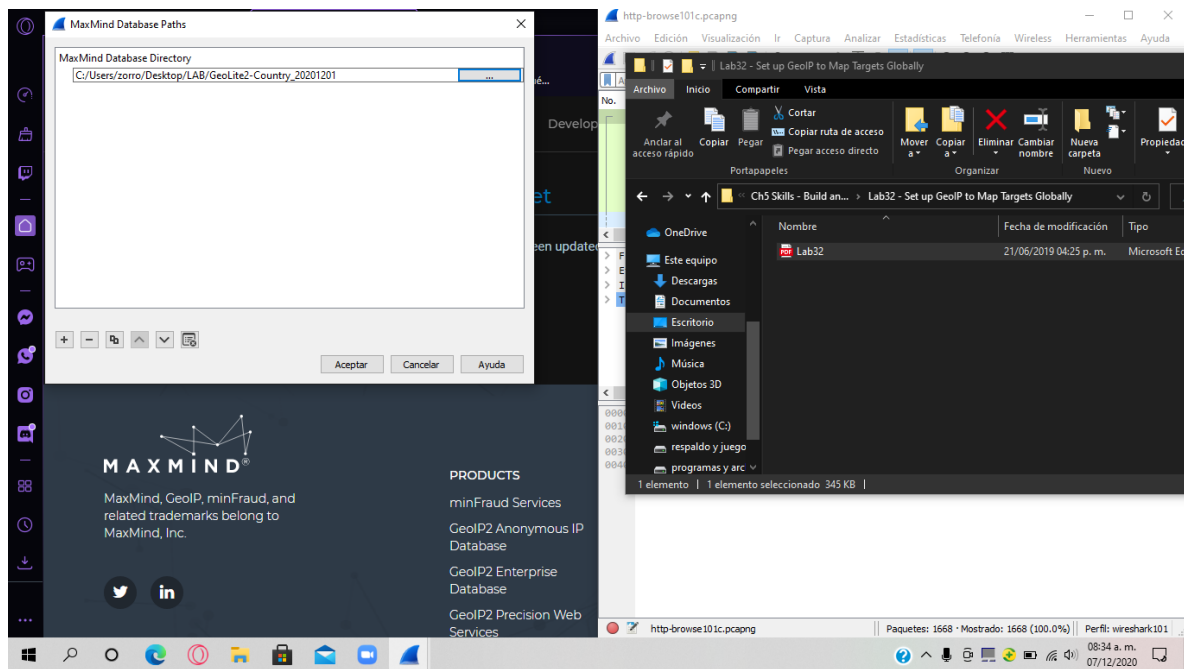 MaxMind Database Paths
MaxMind Database Directory
C:/Users/zorro/Desktop/LAB/GeoLite2-Country_20201201
...
Aceptar
Cancelar
Ayuda
Develop
et
een update
MAXMIND®
MaxMind, GeoIP, minFraud, and
related trademarks belong to
MaxMind, Inc.
PRODUCTS
minFraud Services
GeoIP2 Anonymous IP
Database
GeoIP2 Enterprise
Database
GeoIP2 Precision Web
Services
http-browse101c.pcapng
Archivo Edición Visualización Ir Captura Analizar Estadísticas Telefonía Wireless Herramientas Ayuda
No.
Lab32 - Set up GeoIP to Map Targets Globally
Archivo Inicio Compartir Vista
Anclar al
acceso rápido
Copiar
Pegar
Cortar
Copiar ruta de acceso
Pegar acceso directo
Mover
a
Copiar
a
Eliminar
Cambiar
nombre
Nueva
carpeta
Propiedad
Portapapeles
Organizar
Nuevo
Ch5 Skills - Build an... › Lab32 - Set up GeoIP to Map Targets Globally
OneDrive
Este equipo
Descargas
Documentos
Escritorio
Imágenes
Música
Objetos 3D
Videos
windows (C:)
respaldo y juego
programas y arc
Nombre
Fecha de modificación
Tipo
Lab32
21/06/2019 04:25 p. m.
Microsoft Ed
1 elemento
1 elemento seleccionado 345 KB
F
E
I
T
0000
0010
0020
0030
0040
http-browse101c.pcapng
Paquetes: 1668 · Mostrado: 1668 (100.0%)
Perfil: wireshark101
08:34 a. m.
07/12/2020